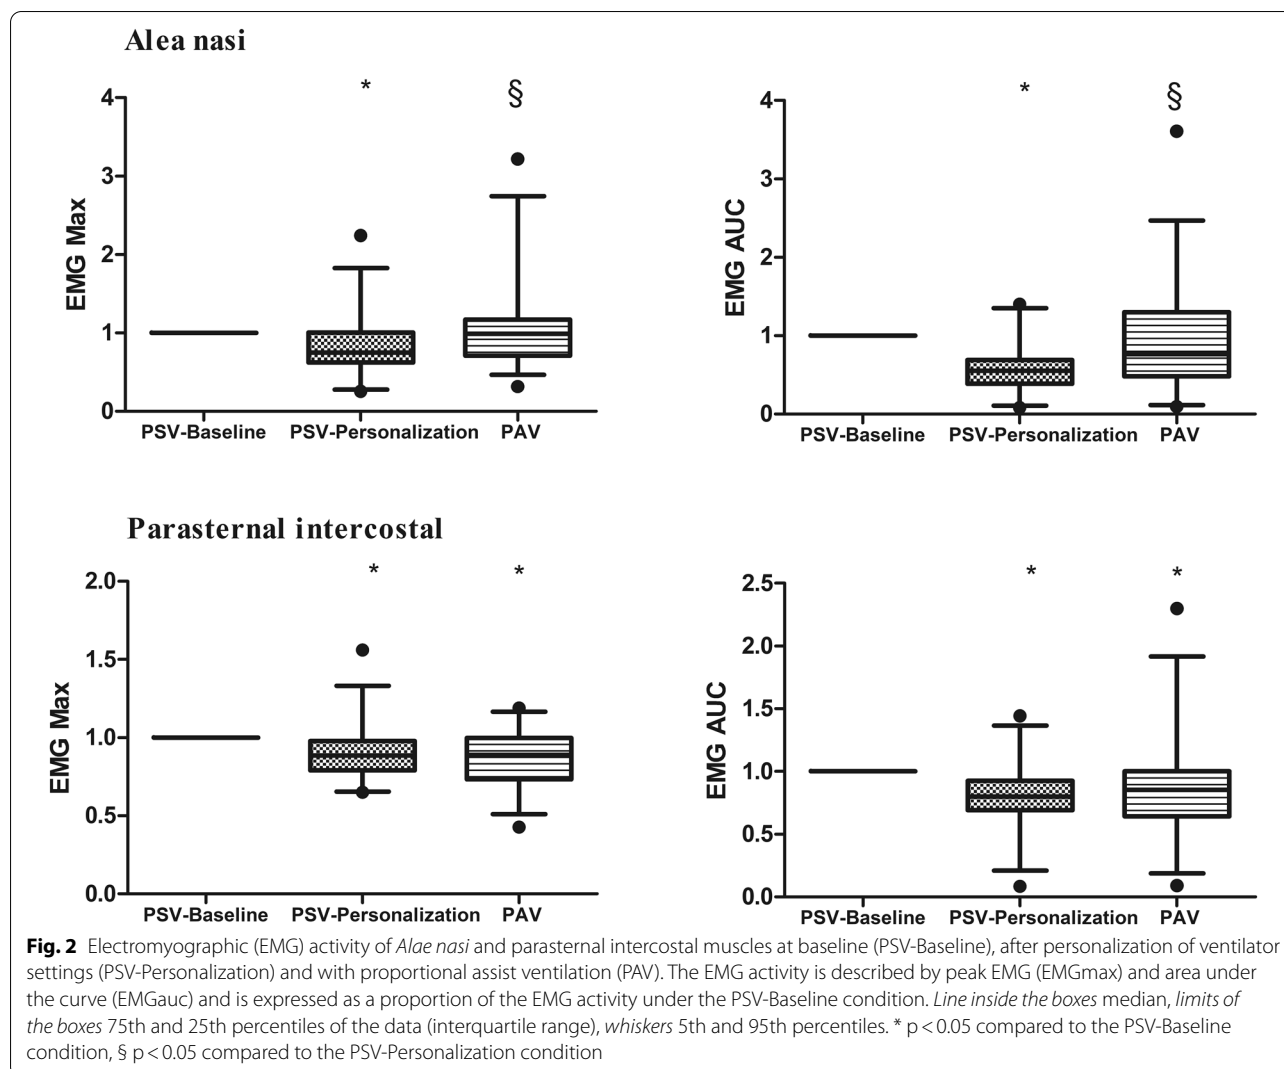 Alea nasi
*
§
4
3
2
1
0
EMG Max
PSV-Baseline
PSV-Personalization
PAV
*
§
4
3
2
1
0
EMG AUC
PSV-Baseline
PSV-Personalization
PAV
Parasternal intercostal
*
*
2.0
1.5
1.0
0.5
0.0
EMG Max
PSV-Baseline
PSV-Personalization
PAV
*
*
2.5
2.0
1.5
1.0
0.5
0.0
EMG AUC
PSV-Baseline
PSV-Personalization
PAV
Fig. 2 Electromyographic (EMG) activity of Alae nasi and parasternal intercostal muscles at baseline (PSV-Baseline), after personalization of ventilator
settings (PSV-Personalization) and with proportional assist ventilation (PAV). The EMG activity is described by peak EMG (EMGmax) and area under
the curve (EMGauc) and is expressed as a proportion of the EMG activity under the PSV-Baseline condition. Line inside the boxes median, limits of
the boxes 75th and 25th percentiles of the data (interquartile range), whiskers 5th and 95th percentiles. * p < 0.05 compared to the PSV-Baseline
condition, § p < 0.05 compared to the PSV-Personalization condition